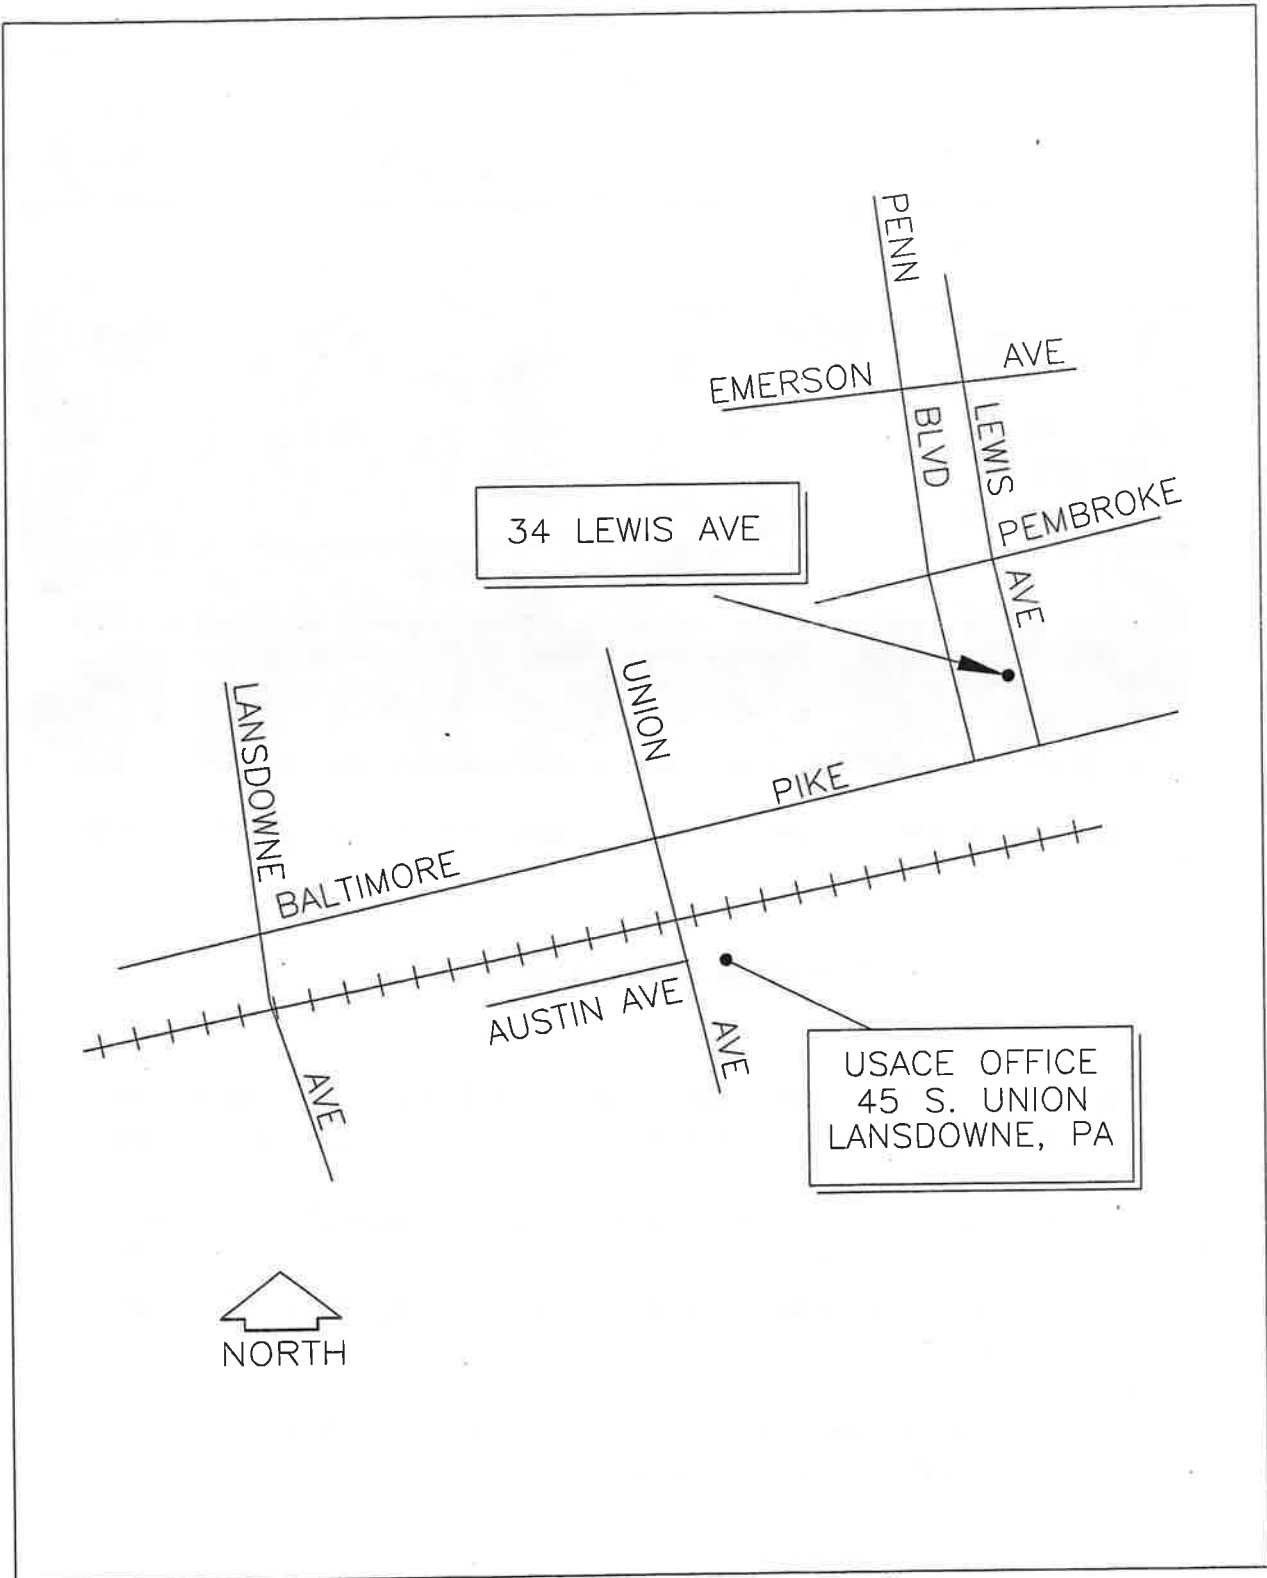 PENN
BLVD
LEWIS
AVE
EMERSON AVE
PEMBROKE
34 LEWIS AVE
UNION
AVE
LANSDOWNE
AVE
BALTIMORE PIKE
AUSTIN AVE
USACE OFFICE
45 S. UNION
LANSDOWNE, PA
NORTH